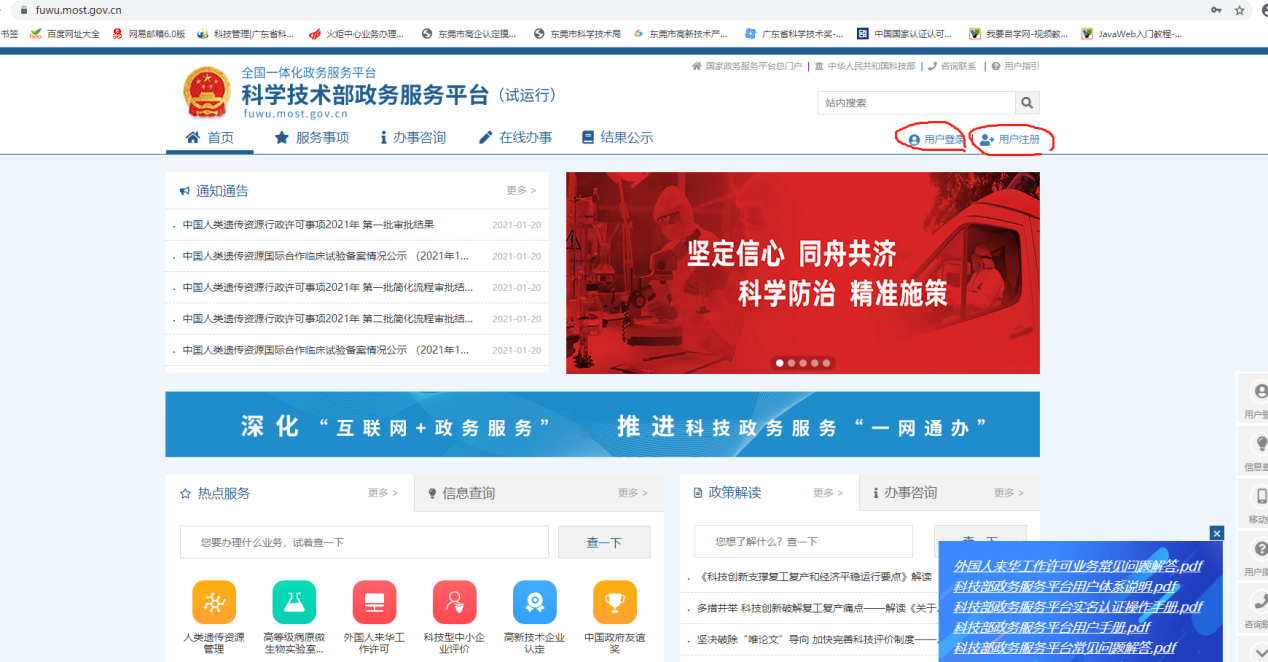 fuwu.most.gov.cn
书签 百度网址大全 网易邮箱6.0版 科技管理|广东省科... 火炬中心业务办理... 东莞市高企认定摸... 东莞市科学技术局 东莞市高新技术产... 广东省科学技术奖-... 中国国家认证认可... 我要自学网-视频教... JavaWeb入门教程-...
国家政务服务平台总门户 | 中华人民共和国科技部 | 咨询联系 | 用户指引
全国一体化政务服务平台
科学技术部政务服务平台（试运行）
fuwu.most.gov.cn
站内搜索
首页 服务事项 办事咨询 在线办事 结果公示 用户登录 | 用户注册
通知通告 更多 >
中国人类遗传资源行政许可事项2021年 第一批审批结果 2021-01-20
中国人类遗传资源国际合作临床试验备案情况公示 （2021年1... 2021-01-20
中国人类遗传资源行政许可事项2021年 第一批简化流程审批结... 2021-01-20
中国人类遗传资源行政许可事项2021年 第二批简化流程审批结... 2021-01-20
中国人类遗传资源国际合作临床试验备案情况公示 （2021年1... 2021-01-20
坚定信心 同舟共济
科学防治 精准施策
深化“互联网+政务服务” 推进科技政务服务“一网通办”
热点服务 更多 > 信息查询 更多 >
您要办理什么业务，试着查一下 查一下
人类遗传资源
管理
高等级病原微
生物实验室...
外国人来华工
作许可
科技型中小企
业评价
高新技术企业
认定
中国政府友谊
奖
政策解读 更多 > 办事咨询 更多 >
您想了解什么？查一下
《科技创新支撑复工复产和经济平稳运行要点》解读
多措并举 科技创新破解复工复产痛点——解读《关于
坚决破除“唯论文”导向 加快完善科技评价制度——
外国人来华工作许可业务常见问题解答.pdf
科技部政务服务平台用户体系说明.pdf
科技部政务服务平台实名认证操作手册.pdf
科技部政务服务平台用户手册.pdf
科技部政务服务平台常见问题解答.pdf
用户登
信息查
移动
用户指
咨询联